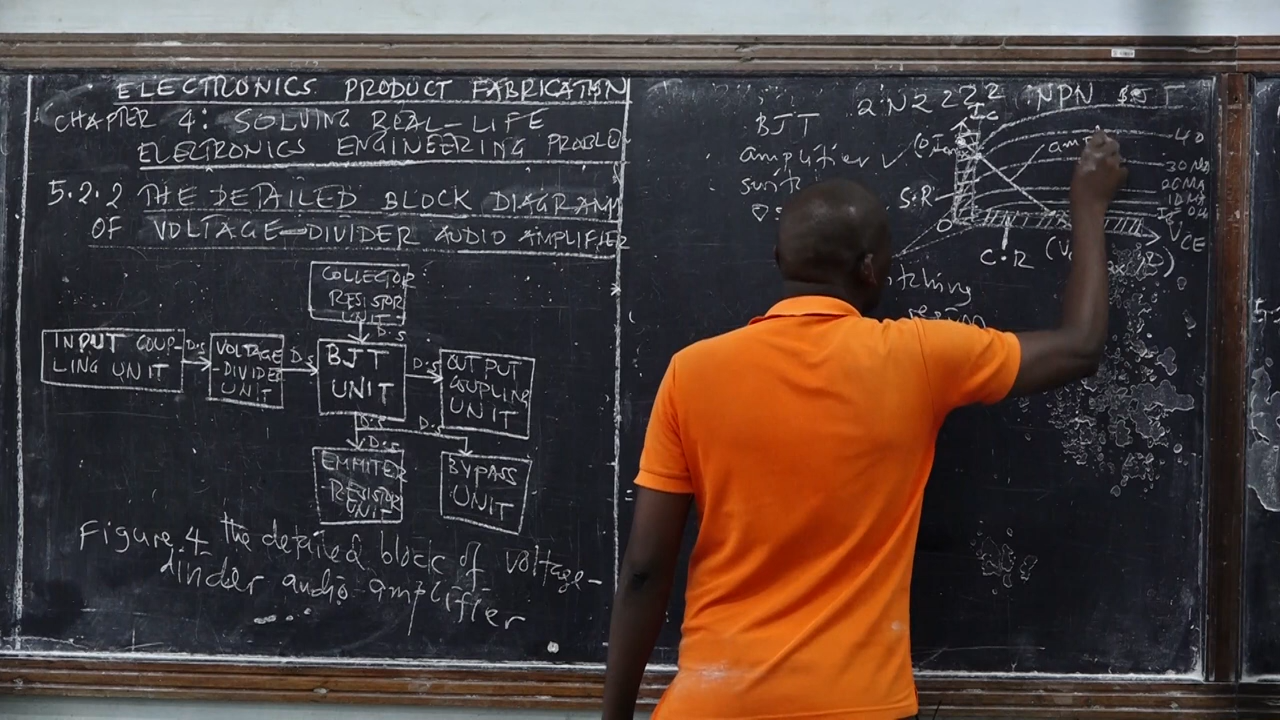 ELECTRONICS PRODUCT FABRICATION
CHAPTER 4: SOLVING REAL-LIFE
ELECTRONICS ENGINEERING PROBLE
5.2.2 THE DETAILED BLOCK DIAGRAM
OF VOLTAGE-DIVIDER AUDIO AMPLIFIER
COLLECTOR
RESISTOR
UNIT
D.S
INPUT COUP-
LING UNIT
D.S
VOLTAGE
-DIVIDER
UNIT
D.S
BJT
UNIT
D.S
OUTPUT
COUPLING
UNIT
D.S
D.S
EMMITER
RESISTOR
UNIT
BYPASS
UNIT
Figure 4 the detailed block of voltage-
divider audio-amplifier
2N2222 NPN BJT
BJT
amplifier ✓
IC
40
30
S.R
O
C.R
VCE